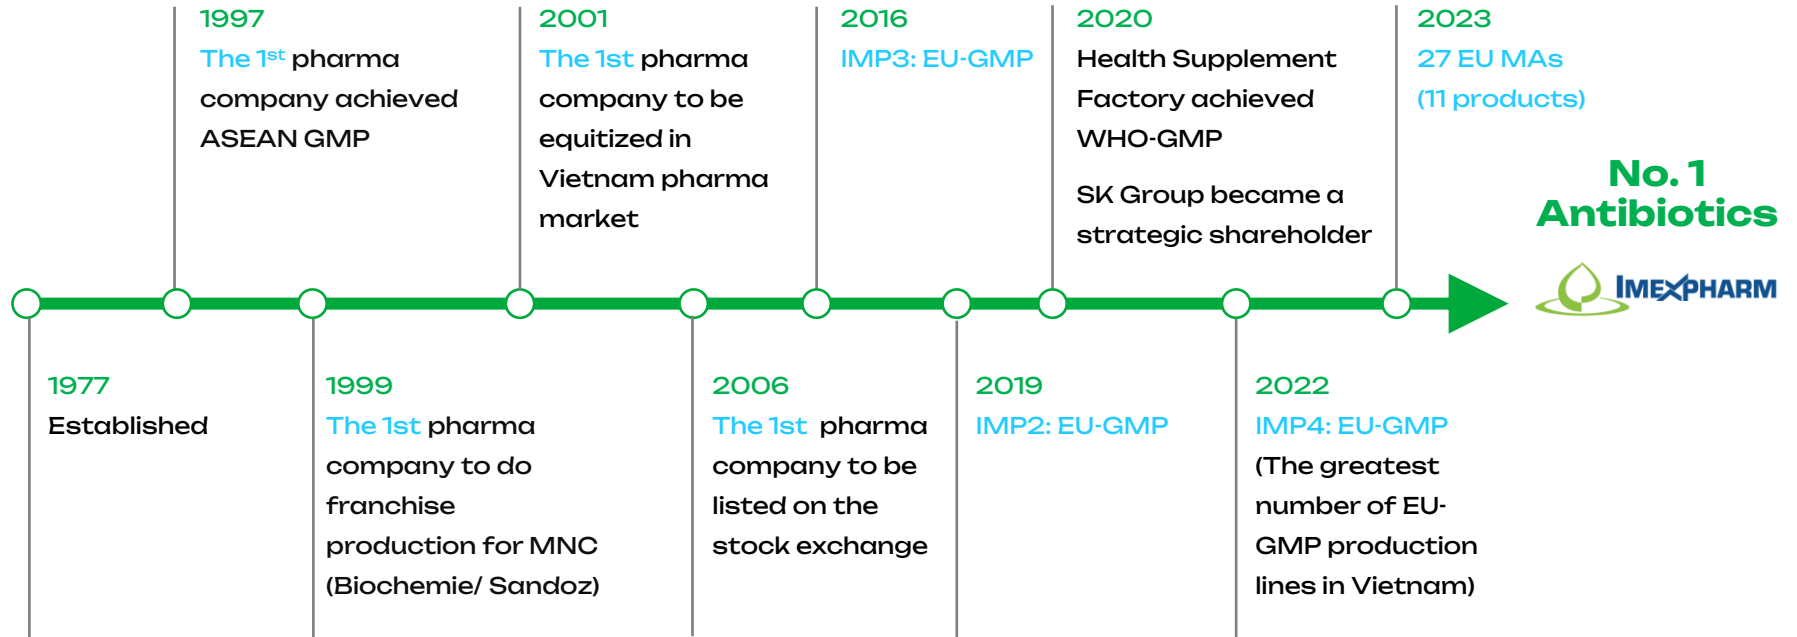 1997
The 1st pharma
company achieved
ASEAN GMP
2001
The 1st pharma
company to be
equitized in
Vietnam pharma
market
2016
IMP3: EU-GMP
2020
Health Supplement
Factory achieved
WHO-GMP
SK Group became a
strategic shareholder
2023
27 EU MAs
(11 products)
No. 1
Antibiotics
IMEXPHARM
1977
Established
1999
The 1st pharma
company to do
franchise
production for MNC
(Biochemie/ Sandoz)
2006
The 1st pharma
company to be
listed on the
stock exchange
2019
IMP2: EU-GMP
2022
IMP4: EU-GMP
(The greatest
number of EU-
GMP production
lines in Vietnam)